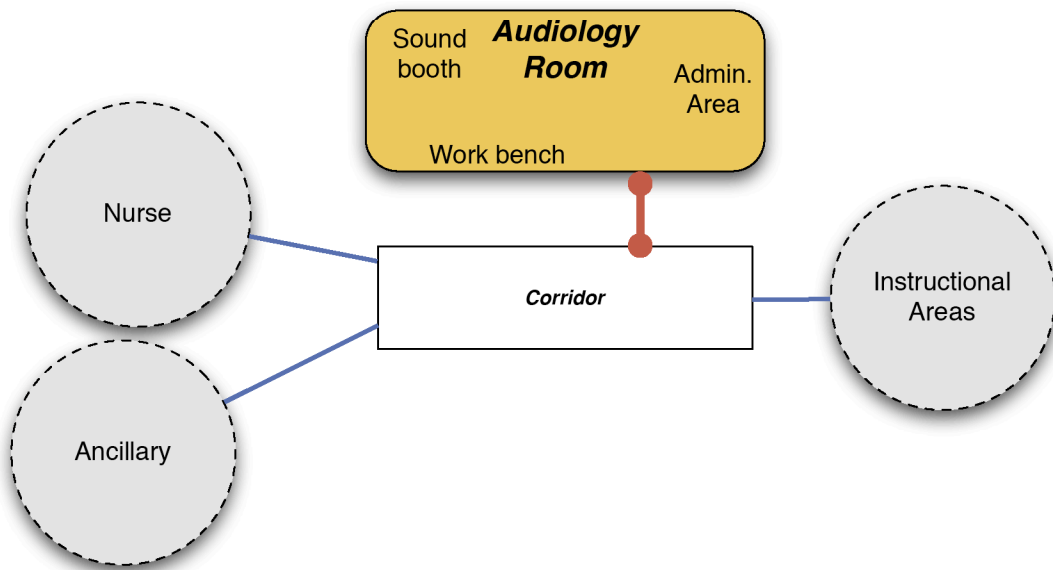 Sound
booth
Audiology
Room
Admin.
Area
Work bench
Nurse
Corridor
Instructional
Areas
Ancillary